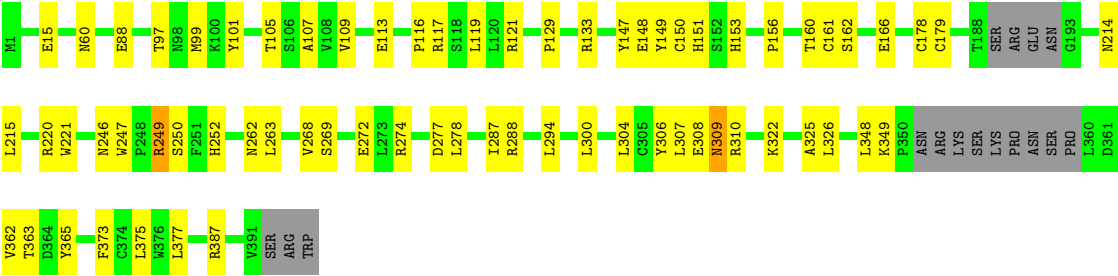 M1 E15 N60 E88 T97 N98 M99 K100 Y101 T105 S106 A107 V108 V109 E113 P116 R117 S118 L119 L120 R121 P129 R133 Y147 E148 Y149 C150 H151 S152 H153 P156 T160 C161 S162 E166 C178 C179 T188 SER ARG GLU ASN G193 N214
L215 R220 W221 N246 W247 P248 R249 S250 F251 H252 N262 L263 V268 S269 E272 L273 R274 D277 L278 I287 R288 L294 L300 L304 C305 Y306 L307 E308 N309 R310 K322 A325 L326 L348 K349 P350 ASN ARG LYS SER LYS PRO ASN SER PRO L360 D361
V362 T363 D364 Y365 F373 C374 L375 W376 L377 R387 V391 SER ARG TRP